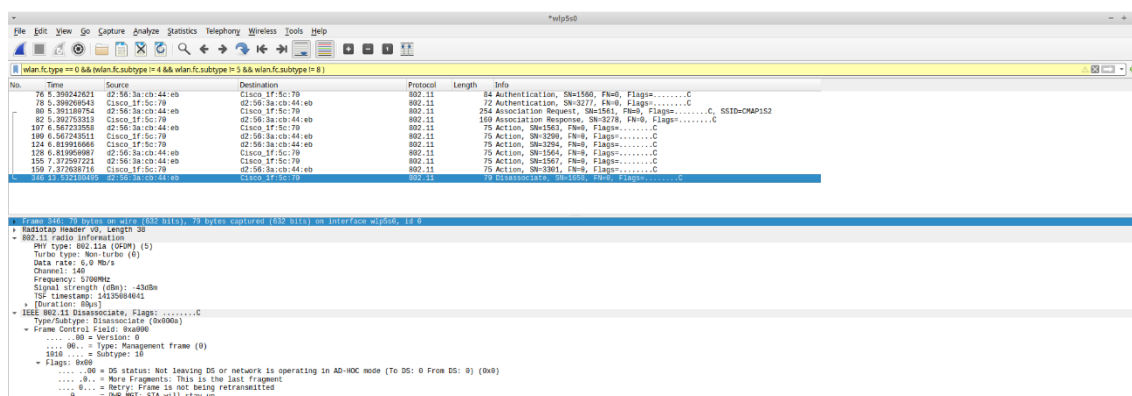 *wlp5s0
File Edit View Go Capture Analyze Statistics Telephony Wireless Tools Help
wlan.fc.type == 0 && (wlan.fc.subtype != 4 && wlan.fc.subtype != 5 && wlan.fc.subtype != 8 )
No. Time Source Destination Protocol Length Info
76 5.390242621 d2:56:3a:cb:44:eb Cisco_1f:5c:70 802.11 84 Authentication, SN=1560, FN=0, Flags=........C
78 5.390260543 Cisco_1f:5c:70 d2:56:3a:cb:44:eb 802.11 72 Authentication, SN=3277, FN=0, Flags=........C
80 5.391180754 d2:56:3a:cb:44:eb Cisco_1f:5c:70 802.11 254 Association Request, SN=1561, FN=0, Flags=........C, SSID=CMAP1S2
82 5.392753313 Cisco_1f:5c:70 d2:56:3a:cb:44:eb 802.11 160 Association Response, SN=3278, FN=0, Flags=........C
107 6.567233558 d2:56:3a:cb:44:eb Cisco_1f:5c:70 802.11 75 Action, SN=1563, FN=0, Flags=........C
109 6.567243511 Cisco_1f:5c:70 d2:56:3a:cb:44:eb 802.11 75 Action, SN=3290, FN=0, Flags=........C
124 6.819916666 Cisco_1f:5c:70 d2:56:3a:cb:44:eb 802.11 75 Action, SN=3294, FN=0, Flags=........C
128 6.819950987 d2:56:3a:cb:44:eb Cisco_1f:5c:70 802.11 75 Action, SN=1564, FN=0, Flags=........C
155 7.372597221 d2:56:3a:cb:44:eb Cisco_1f:5c:70 802.11 75 Action, SN=1567, FN=0, Flags=........C
159 7.372638716 Cisco_1f:5c:70 d2:56:3a:cb:44:eb 802.11 75 Action, SN=3301, FN=0, Flags=........C
346 13.532180495 d2:56:3a:cb:44:eb Cisco_1f:5c:70 802.11 79 Disassociate, SN=1658, FN=0, Flags=........C
Frame 346: 79 bytes on wire (632 bits), 79 bytes captured (632 bits) on interface wlp5s0, id 0
Radiotap Header v0, Length 38
802.11 radio information
PHY type: 802.11a (OFDM) (5)
Turbo type: Non-turbo (0)
Data rate: 6,0 Mb/s
Channel: 140
Frequency: 5700MHz
Signal strength (dBm): -43dBm
TSF timestamp: 14135084041
[Duration: 80µs]
IEEE 802.11 Disassociate, Flags: ........C
Type/Subtype: Disassociate (0x000a)
Frame Control Field: 0xa000
.... ..00 = Version: 0
.... 00.. = Type: Management frame (0)
1010 .... = Subtype: 10
Flags: 0x00
.... ..00 = DS status: Not leaving DS or network is operating in AD-HOC mode (To DS: 0 From DS: 0) (0x0)
.... .0.. = More Fragments: This is the last fragment
.... 0... = Retry: Frame is not being retransmitted
...0 .... = PWR MGT: STA will stay up